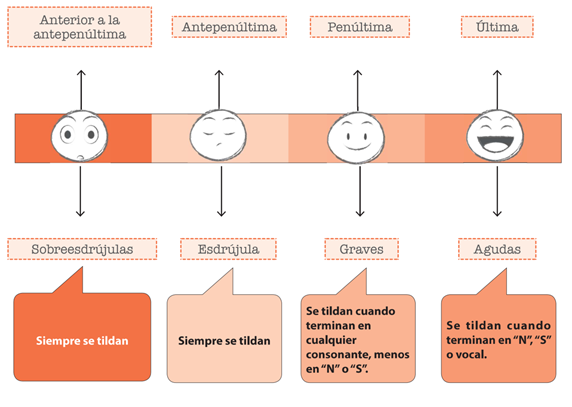 Anterior a la
antepenúltima
Antepenúltima
Penúltima
Última
Sobreesdrújulas
Esdrújula
Graves
Agudas
Siempre se tildan
Siempre se tildan
Se tildan cuando
terminan en
cualquier
consonante, menos
en “N” o “S”.
Se tildan cuando
terminan en “N”, “S”
o vocal.